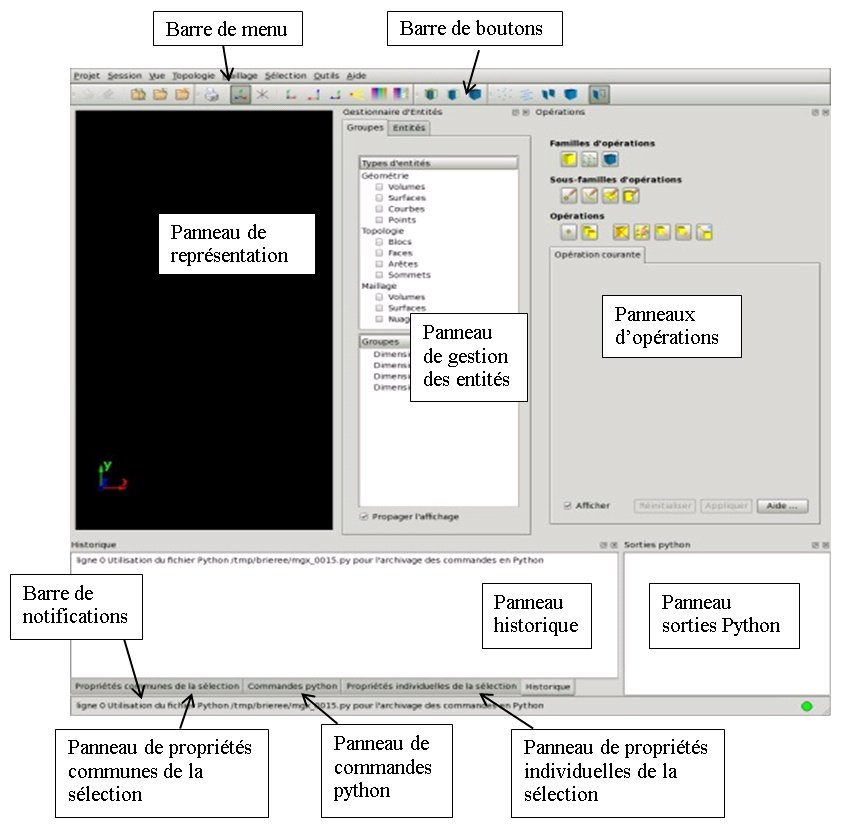 Barre de menu
Barre de boutons
Projet Session Vue Topologie Maillage Sélection Outils Aide
Gestionnaire d'Entités
Opérations
Groupes Entités
Types d'entités
Géométrie
Volumes
Surfaces
Courbes
Points
Topologie
Blocs
Faces
Arêtes
Sommets
Maillage
Volumes
Surfaces
Groupes
Propager l'affichage
Familles d'opérations
Sous-familles d'opérations
Opérations
Opération courante
Afficher Réinitialiser Appliquer Aide ...
Panneau de
représentation
y
Panneau
de gestion
des entités
Panneaux
d’opérations
Historique
Sorties python
ligne 0 Utilisation du fichier Python /tmp/brieree/mgx_0015.py pour l'archivage des commandes en Python
Barre de
notifications
Panneau
historique
Panneau
sorties Python
Propriétés communes de la sélection Commandes python Propriétés individuelles de la sélection Historique
ligne 0 Utilisation du fichier Python /tmp/brieree/mgx_0015.py pour l'archivage des commandes en Python
Panneau de propriétés
communes de la
sélection
Panneau de
commandes
python
Panneau de propriétés
individuelles de la
sélection